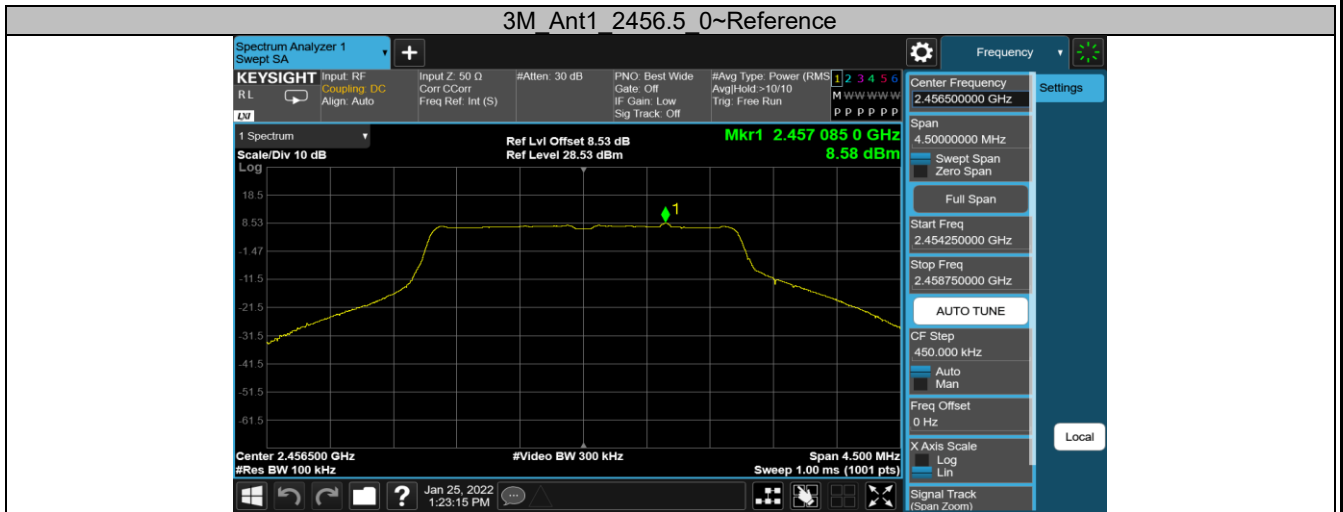 3M_Ant1_2456.5_0~Reference
Spectrum Analyzer 1
Swept SA
+
Frequency
KEYSIGHT
RL
LXI
Input: RF
Coupling: DC
Align: Auto
Input Z: 50 Ω
Corr CCorr
Freq Ref: Int (S)
#Atten: 30 dB
PNO: Best Wide
Gate: Off
IF Gain: Low
Sig Track: Off
#Avg Type: Power (RMS
Avg|Hold:>10/10
Trig: Free Run
1 2 3 4 5 6
M W W W W W
P P P P P P
1 Spectrum
Scale/Div 10 dB
Log
Ref Lvl Offset 8.53 dB
Ref Level 28.53 dBm
Mkr1 2.457 085 0 GHz
8.58 dBm
18.5
8.53
-1.47
-11.5
-21.5
-31.5
-41.5
-51.5
-61.5
1
Center 2.456500 GHz
#Res BW 100 kHz
#Video BW 300 kHz
Span 4.500 MHz
Sweep 1.00 ms (1001 pts)
Center Frequency
2.456500000 GHz
Settings
Span
4.50000000 MHz
Swept Span
Zero Span
Full Span
Start Freq
2.454250000 GHz
Stop Freq
2.458750000 GHz
AUTO TUNE
CF Step
450.000 kHz
Auto
Man
Freq Offset
0 Hz
X Axis Scale
Log
Lin
Local
Signal Track
(Span Zoom)
?
Jan 25, 2022
1:23:15 PM